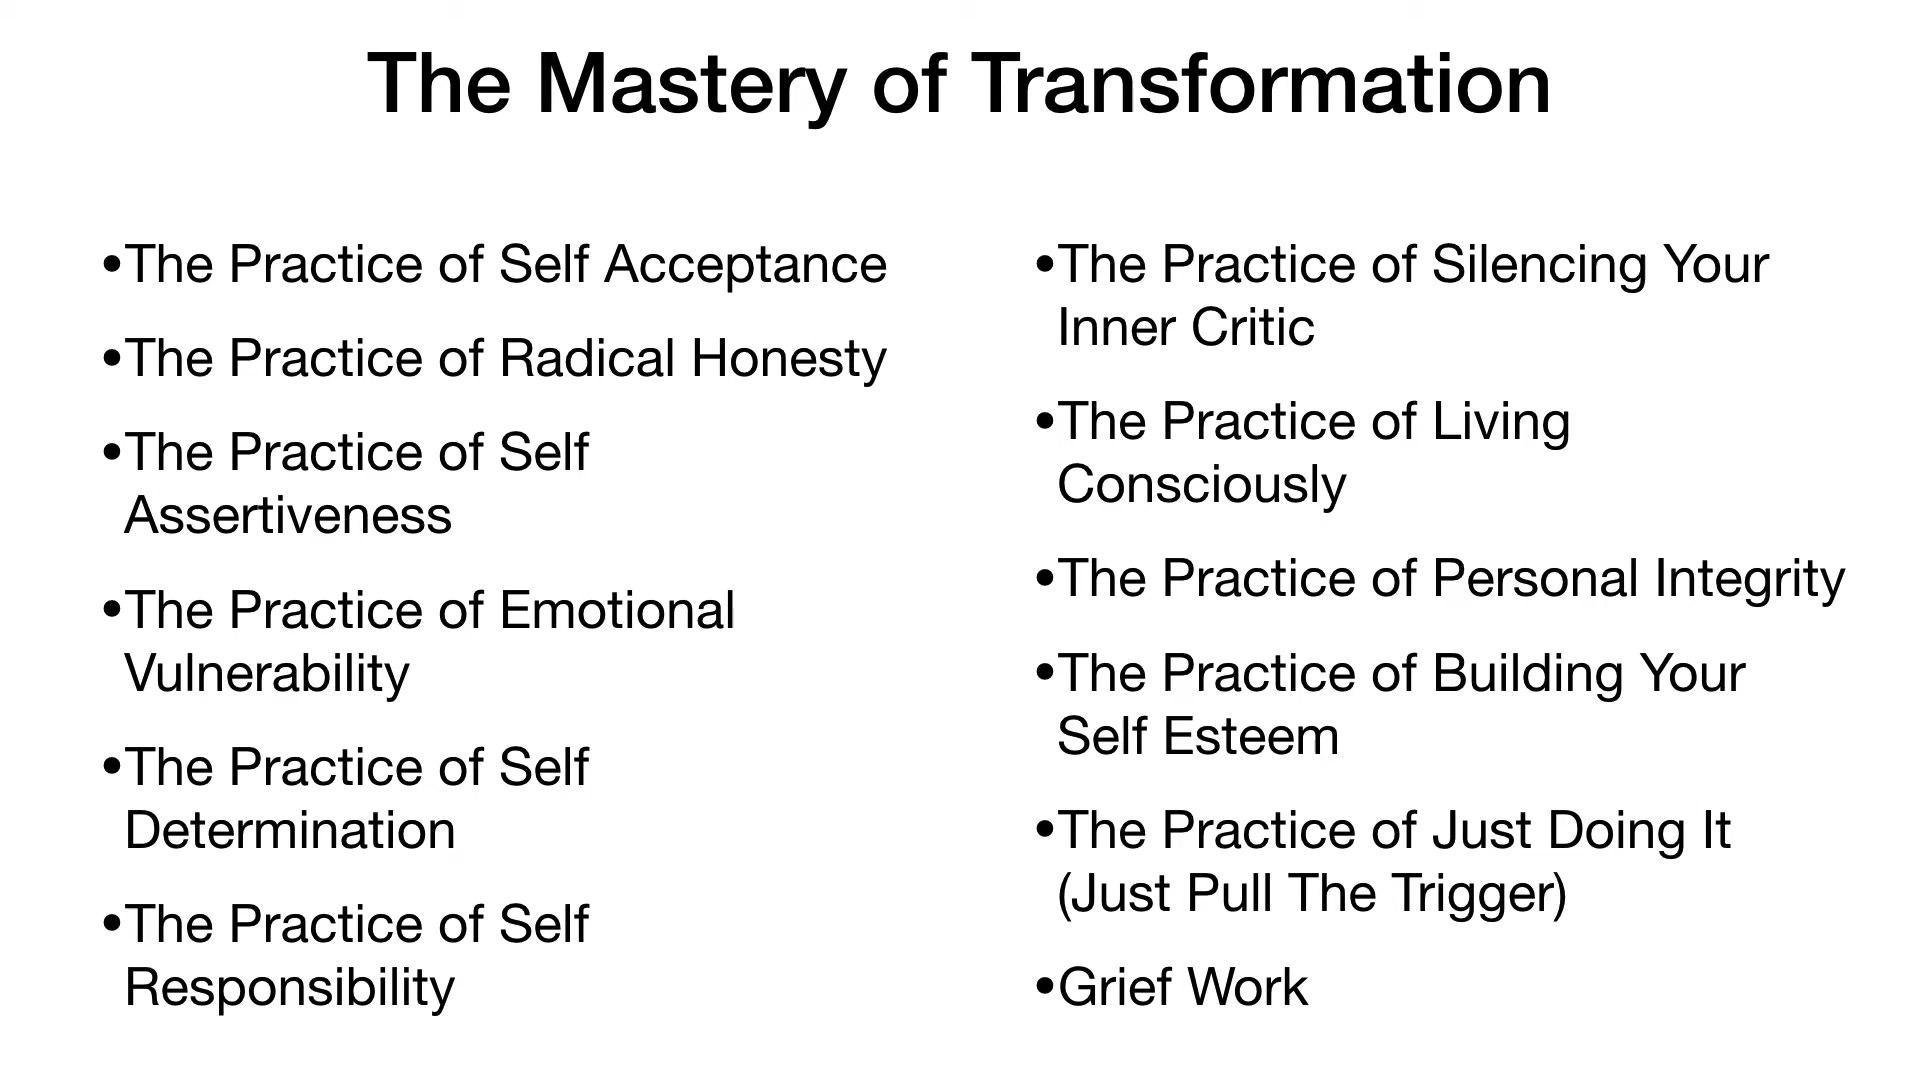 The Mastery of Transformation
•The Practice of Self Acceptance
•The Practice of Radical Honesty
•The Practice of Self
Assertiveness
•The Practice of Emotional
Vulnerability
•The Practice of Self
Determination
•The Practice of Self
Responsibility
•The Practice of Silencing Your
Inner Critic
•The Practice of Living
Consciously
•The Practice of Personal Integrity
•The Practice of Building Your
Self Esteem
•The Practice of Just Doing It
(Just Pull The Trigger)
•Grief Work